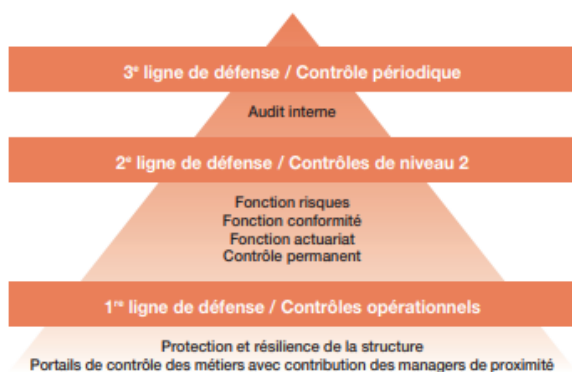 3e ligne de défense / Contrôle périodique
Audit interne
2e ligne de défense / Contrôles de niveau 2
Fonction risques
Fonction conformité
Fonction actuariat
Contrôle permanent
1re ligne de défense / Contrôles opérationnels
Protection et résilience de la structure
Portails de contrôle des métiers avec contribution des managers de proximité